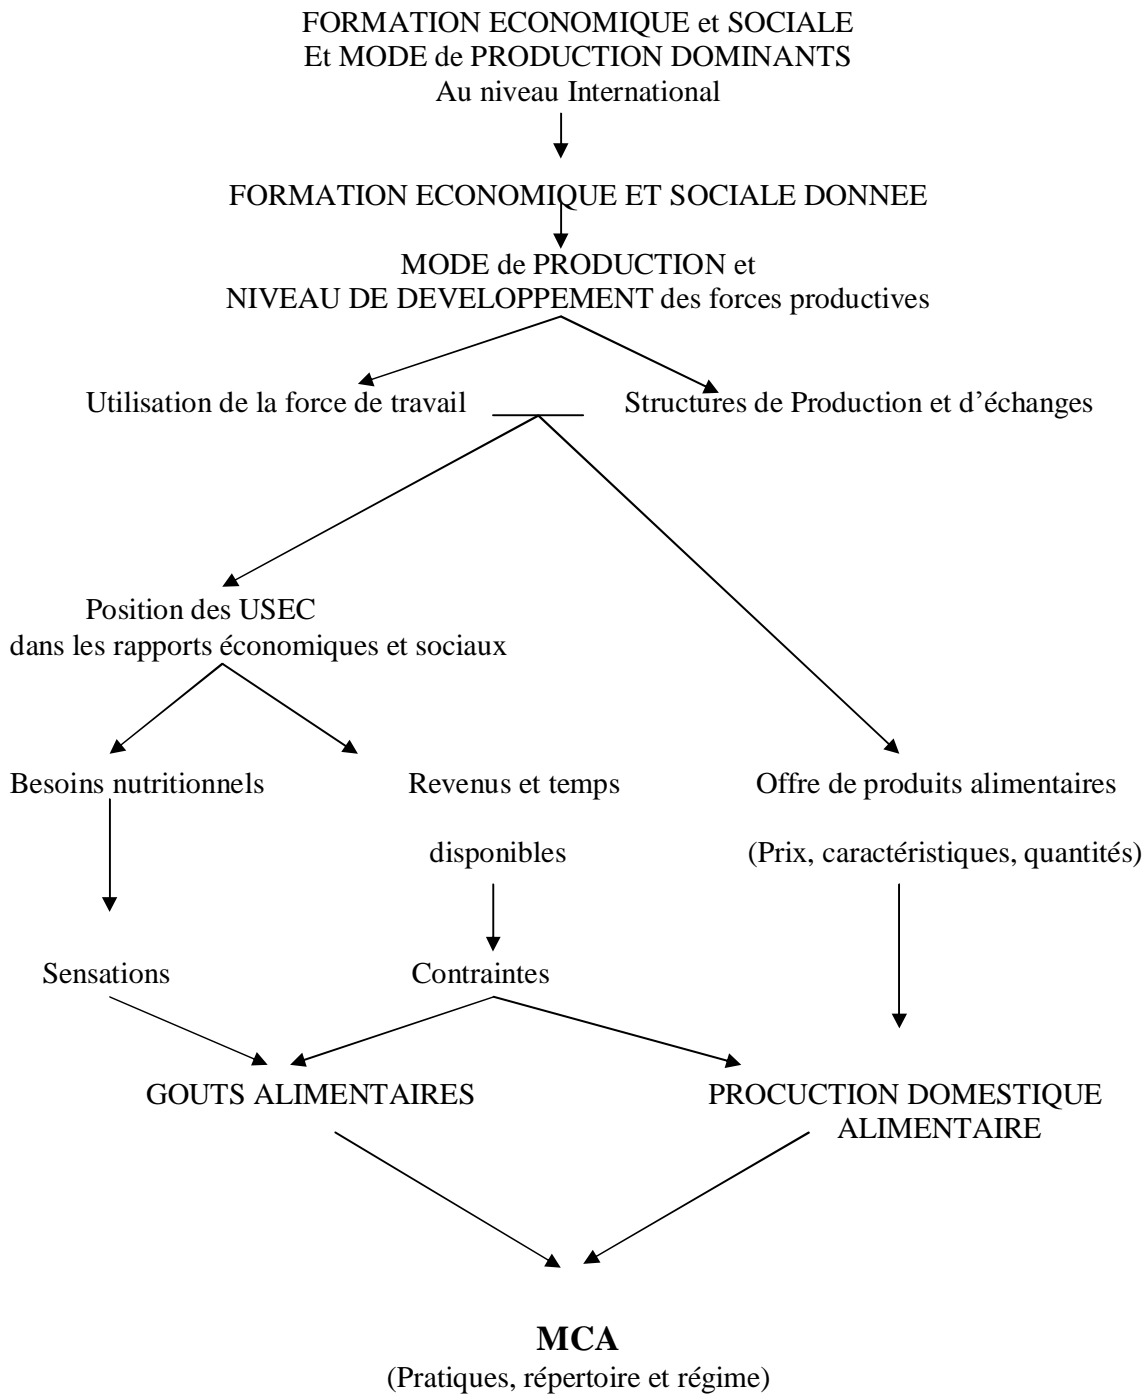 FORMATION ECONOMIQUE et SOCIALE
Et MODE de PRODUCTION DOMINANTS
Au niveau International
FORMATION ECONOMIQUE ET SOCIALE DONNEE
MODE de PRODUCTION et
NIVEAU DE DEVELOPPEMENT des forces productives
Utilisation de la force de travail
Structures de Production et d’échanges
Position des USEC
dans les rapports économiques et sociaux
Besoins nutritionnels
Revenus et temps
disponibles
Offre de produits alimentaires
(Prix, caractéristiques, quantités)
Sensations
Contraintes
GOUTS ALIMENTAIRES
PROCUCTION DOMESTIQUE
ALIMENTAIRE
MCA
(Pratiques, répertoire et régime)